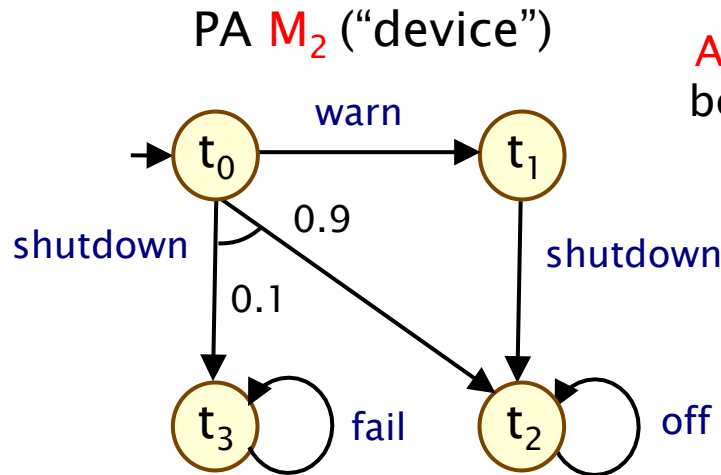 PA M₂ (“device”)
A
be
warn
t₀
t₁
0.9
shutdown
shutdown
0.1
t₃
fail
t₂
off